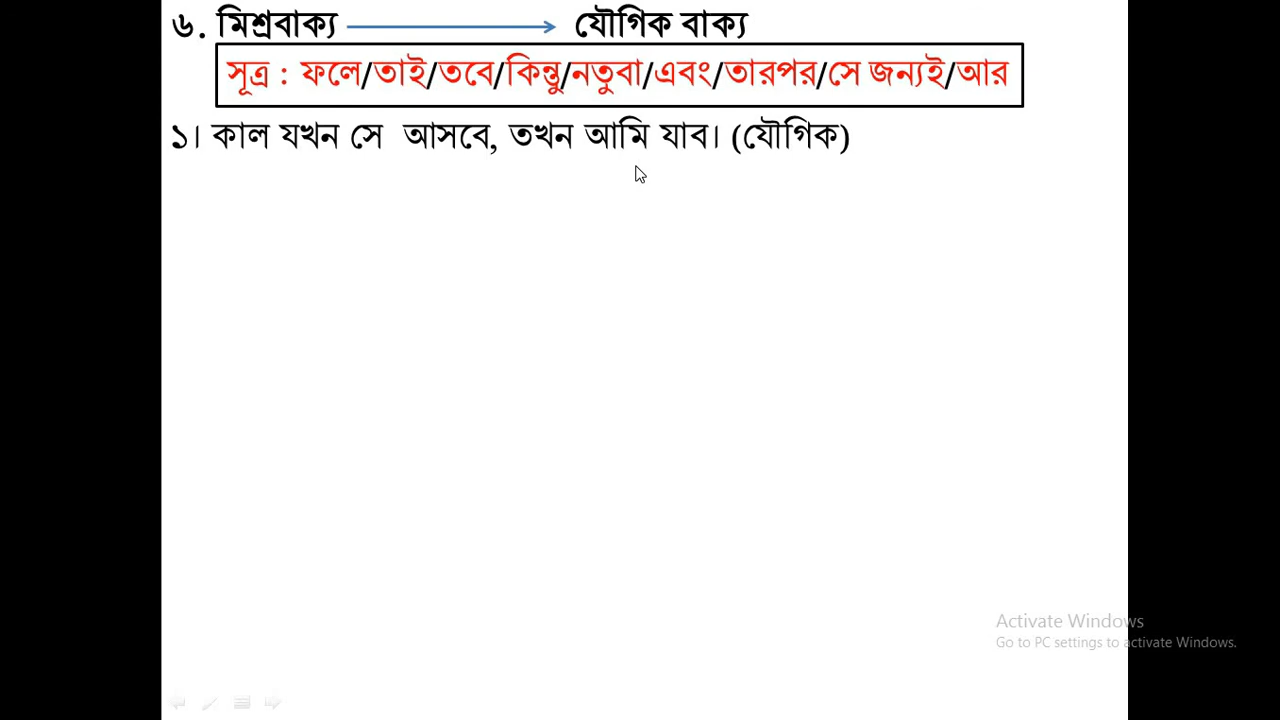 ৬. মিশ্রবাক্য যৌগিক বাক্য
সূত্র : ফলে/তাই/তবে/কিন্তু/নতুবা/এবং/তারপর/সে জন্যই/আর
১। কাল যখন সে আসবে, তখন আমি যাব। (যৌগিক)
Activate Windows
Go to PC settings to activate Windows.